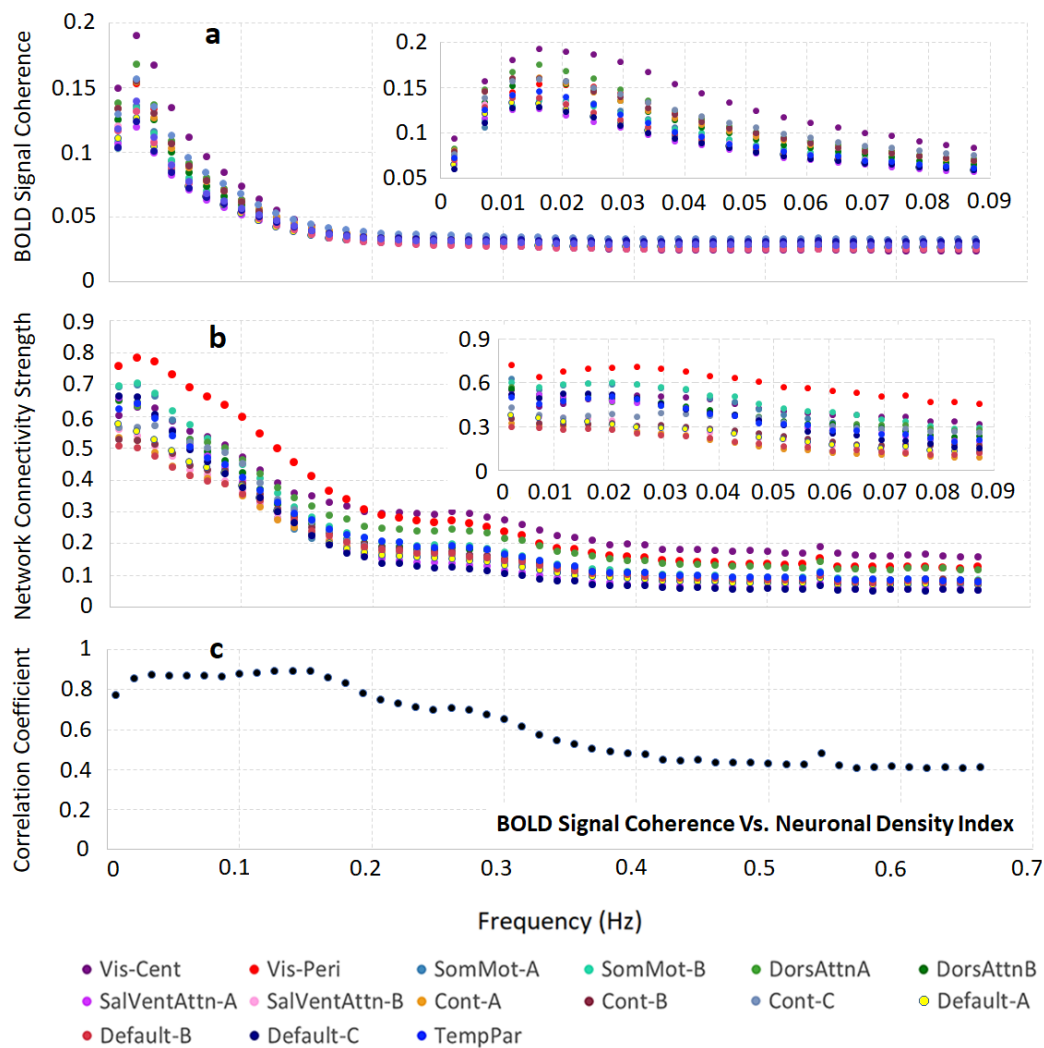 a
BOLD Signal Coherence
0.2
0.15
0.1
0.05
0
0.2
0.15
0.1
0.05
0 0.01 0.02 0.03 0.04 0.05 0.06 0.07 0.08 0.09
b
Network Connectivity Strength
0.9
0.8
0.7
0.6
0.5
0.4
0.3
0.2
0.1
0
0.9
0.6
0.3
0
0 0.01 0.02 0.03 0.04 0.05 0.06 0.07 0.08 0.09
c
Correlation Coefficient
1
0.8
0.6
0.4
0.2
0
BOLD Signal Coherence Vs. Neuronal Density Index
0 0.1 0.2 0.3 0.4 0.5 0.6 0.7
Frequency (Hz)
Vis-Cent Vis-Peri SomMot-A SomMot-B DorsAttnA DorsAttnB
SalVentAttn-A SalVentAttn-B Cont-A Cont-B Cont-C Default-A
Default-B Default-C TempPar